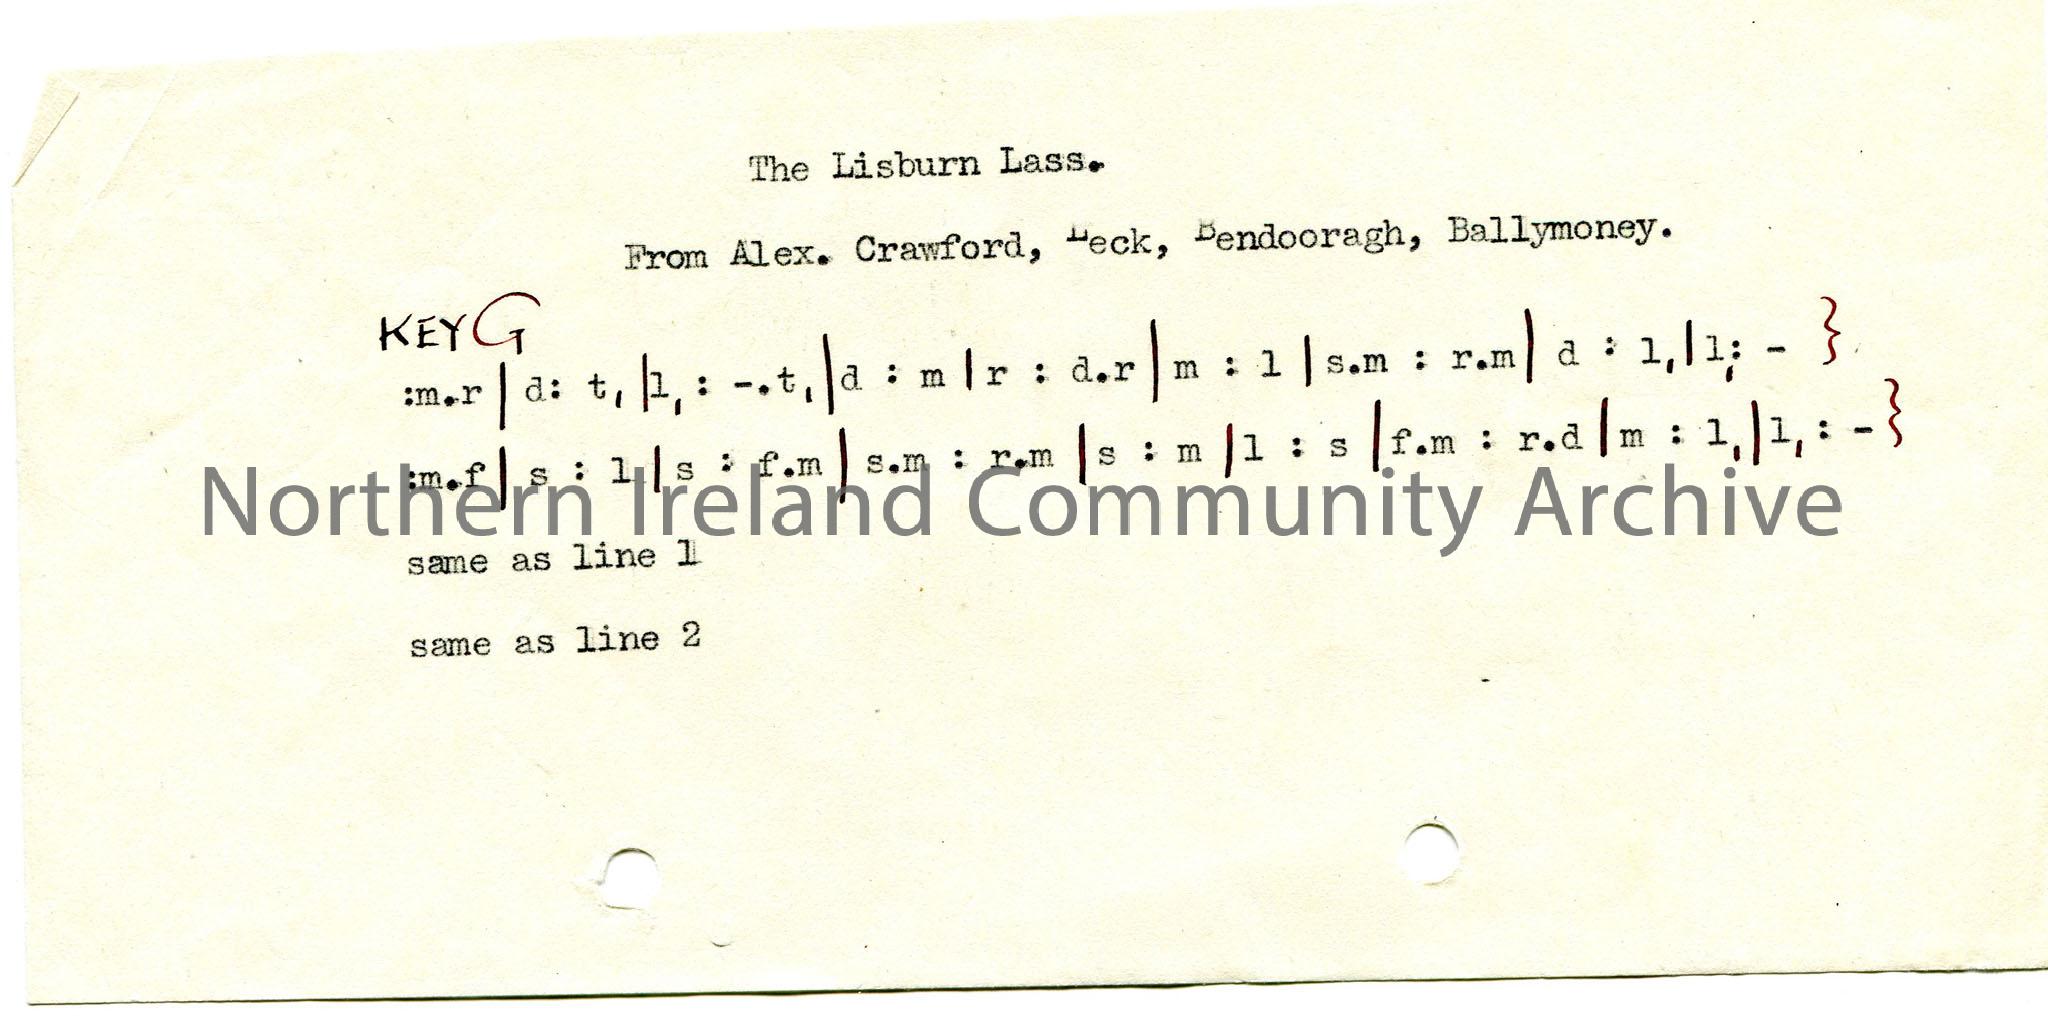 The Lisburn Lass.
From Alex. Crawford, Leck, Bendooragh, Ballymoney.
KEY G
:m.r | d: t, | l, : -.t, | d : m | r : d.r | m : l | s.m : r.m | d : l, | l,: - }
:m.f | s : l | s : f.m | s.m : r.m | s : m | l : s | f.m : r.d | m : l, | l, : - }
Northern Ireland Community Archive
same as line 1
same as line 2